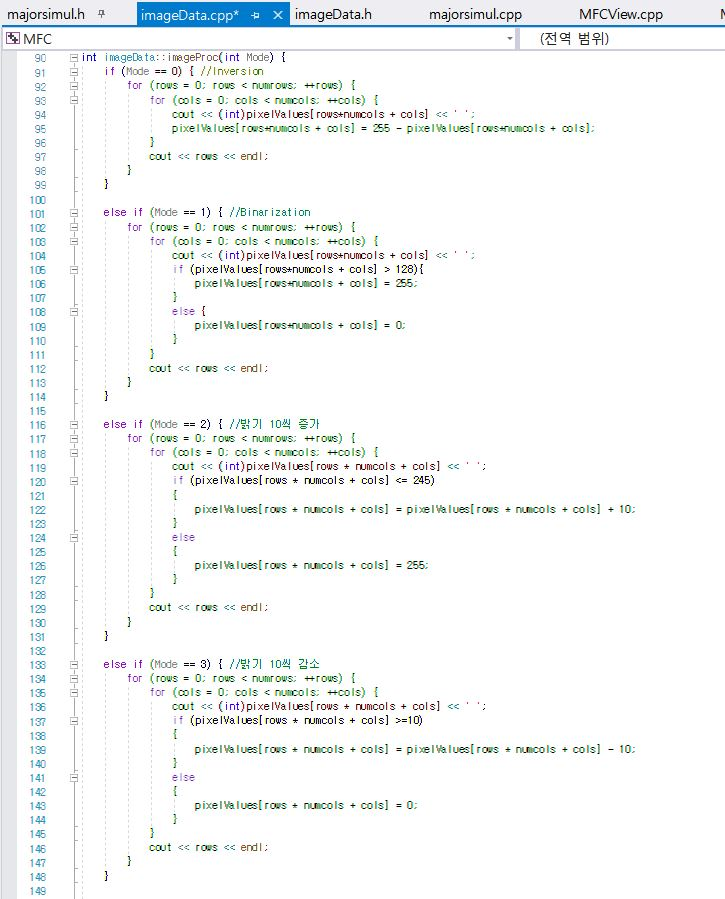 majorsimul.h imageData.cpp* imageData.h majorsimul.cpp MFCView.cpp
MFC (전역 범위)
90 int imageData::imageProc(int Mode) {
91 if (Mode == 0) { //Inversion
92 for (rows = 0; rows < numrows; ++rows) {
93 for (cols = 0; cols < numcols; ++cols) {
94 cout << (int)pixelValues[rows*numcols + cols] << ' ';
95 pixelValues[rows*numcols + cols] = 255 - pixelValues[rows*numcols + cols];
96 }
97 cout << rows << endl;
98 }
99 }
100
101 else if (Mode == 1) { //Binarization
102 for (rows = 0; rows < numrows; ++rows) {
103 for (cols = 0; cols < numcols; ++cols) {
104 cout << (int)pixelValues[rows*numcols + cols] << ' ';
105 if (pixelValues[rows*numcols + cols] > 128){
106 pixelValues[rows*numcols + cols] = 255;
107 }
108 else {
109 pixelValues[rows*numcols + cols] = 0;
110 }
111 }
112 cout << rows << endl;
113 }
114 }
115
116 else if (Mode == 2) { //밝기 10씩 증가
117 for (rows = 0; rows < numrows; ++rows) {
118 for (cols = 0; cols < numcols; ++cols) {
119 cout << (int)pixelValues[rows * numcols + cols] << ' ';
120 if (pixelValues[rows * numcols + cols] <= 245)
121 {
122 pixelValues[rows * numcols + cols] = pixelValues[rows * numcols + cols] + 10;
123 }
124 else
125 {
126 pixelValues[rows * numcols + cols] = 255;
127 }
128 }
129 cout << rows << endl;
130 }
131 }
132
133 else if (Mode == 3) { //밝기 10씩 감소
134 for (rows = 0; rows < numrows; ++rows) {
135 for (cols = 0; cols < numcols; ++cols) {
136 cout << (int)pixelValues[rows * numcols + cols] << ' ';
137 if (pixelValues[rows * numcols + cols] >=10)
138 {
139 pixelValues[rows * numcols + cols] = pixelValues[rows * numcols + cols] - 10;
140 }
141 else
142 {
143 pixelValues[rows * numcols + cols] = 0;
144 }
145 }
146 cout << rows << endl;
147 }
148 }
149